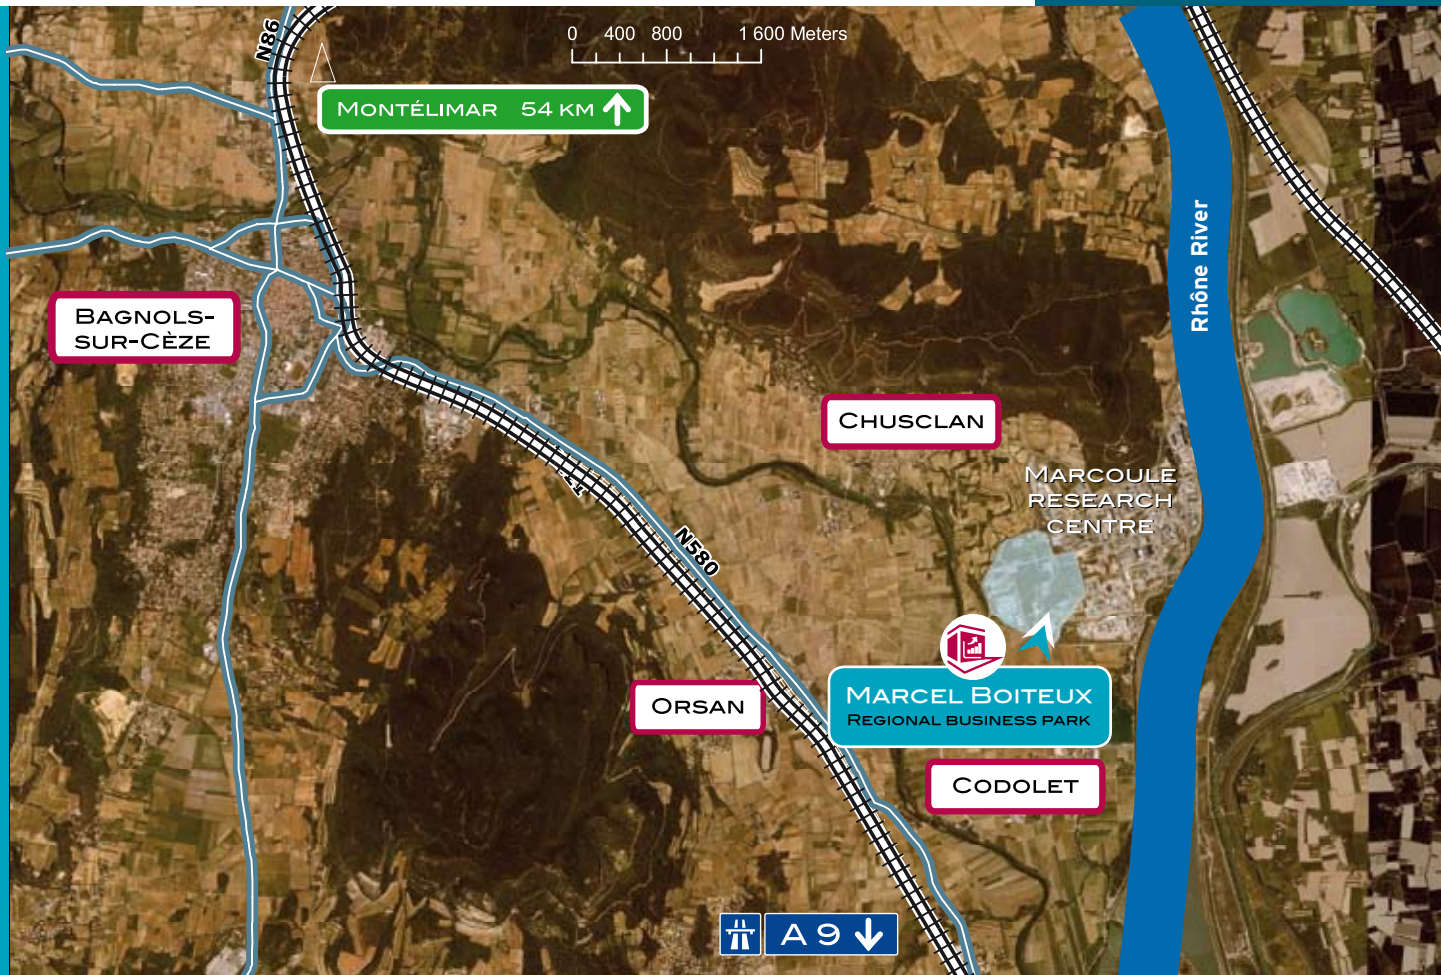 N86
0 400 800 1 600 Meters
MONTÉLIMAR 54 KM
Rhône River
BAGNOLS-
SUR-CÈZE
CHUSCLAN
MARCOULE
RESEARCH
CENTRE
N580
ORSAN
MARCEL BOITEUX
REGIONAL BUSINESS PARK
CODOLET
A 9